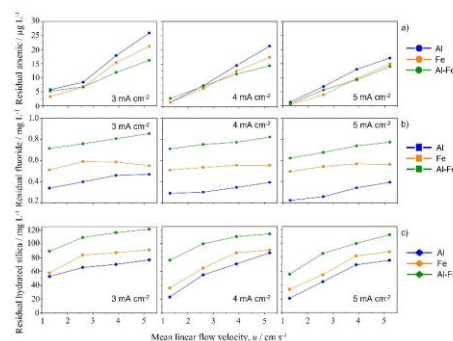 Residual arsenic / µg L⁻¹
30
25
20
15
10
5
0
3 mA cm⁻²
4 mA cm⁻²
5 mA cm⁻²
a)
Al
Fe
Al-Fe
Residual fluoride / mg L⁻¹
1.0
0.8
0.6
0.4
0.2
3 mA cm⁻²
4 mA cm⁻²
5 mA cm⁻²
b)
Al
Fe
Al-Fe
Residual hydrated silica / mg L⁻¹
120
100
80
60
40
20
0
3 mA cm⁻²
4 mA cm⁻²
5 mA cm⁻²
c)
Al
Fe
Al-Fe
1 2 3 4 5 1 2 3 4 5 1 2 3 4 5
Mean linear flow velocity, u / cm s⁻¹